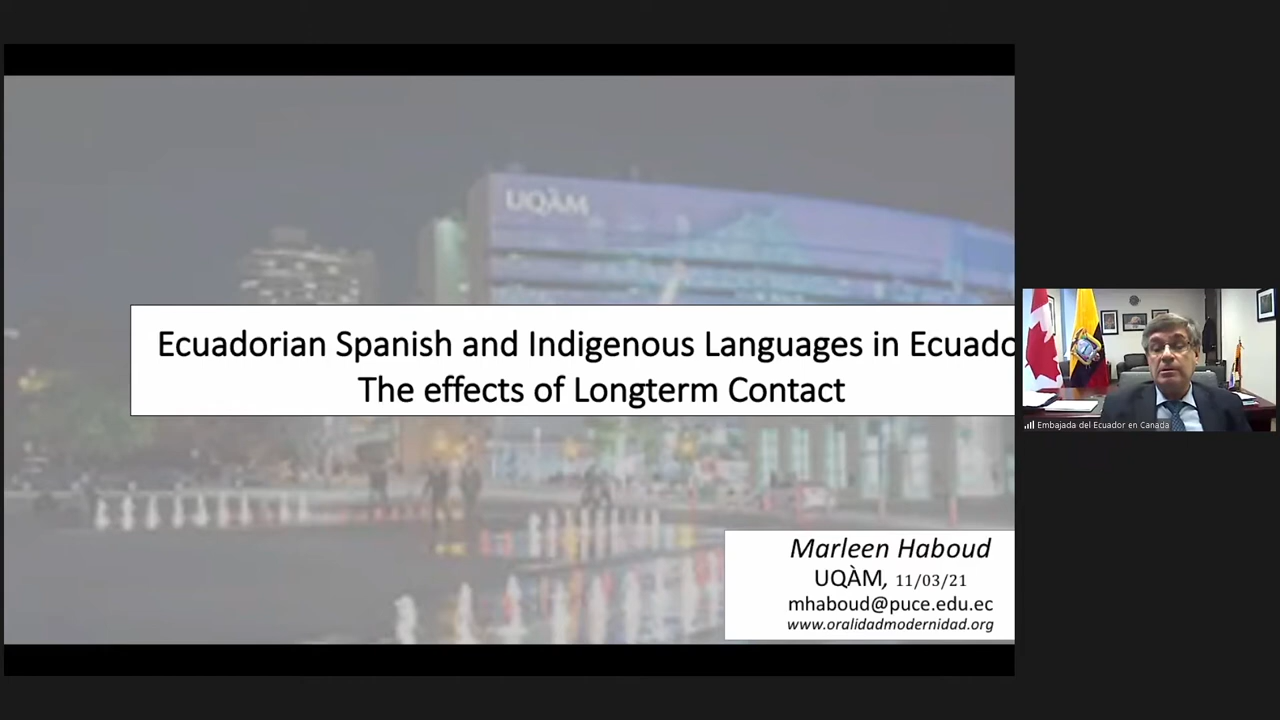 UQÀM
Ecuadorian Spanish and Indigenous Languages in Ecuado
The effects of Longterm Contact
Marleen Haboud
UQÀM, 11/03/21
mhaboud@puce.edu.ec
www.oralidadmodernidad.org
Embajada del Ecuador en Canada